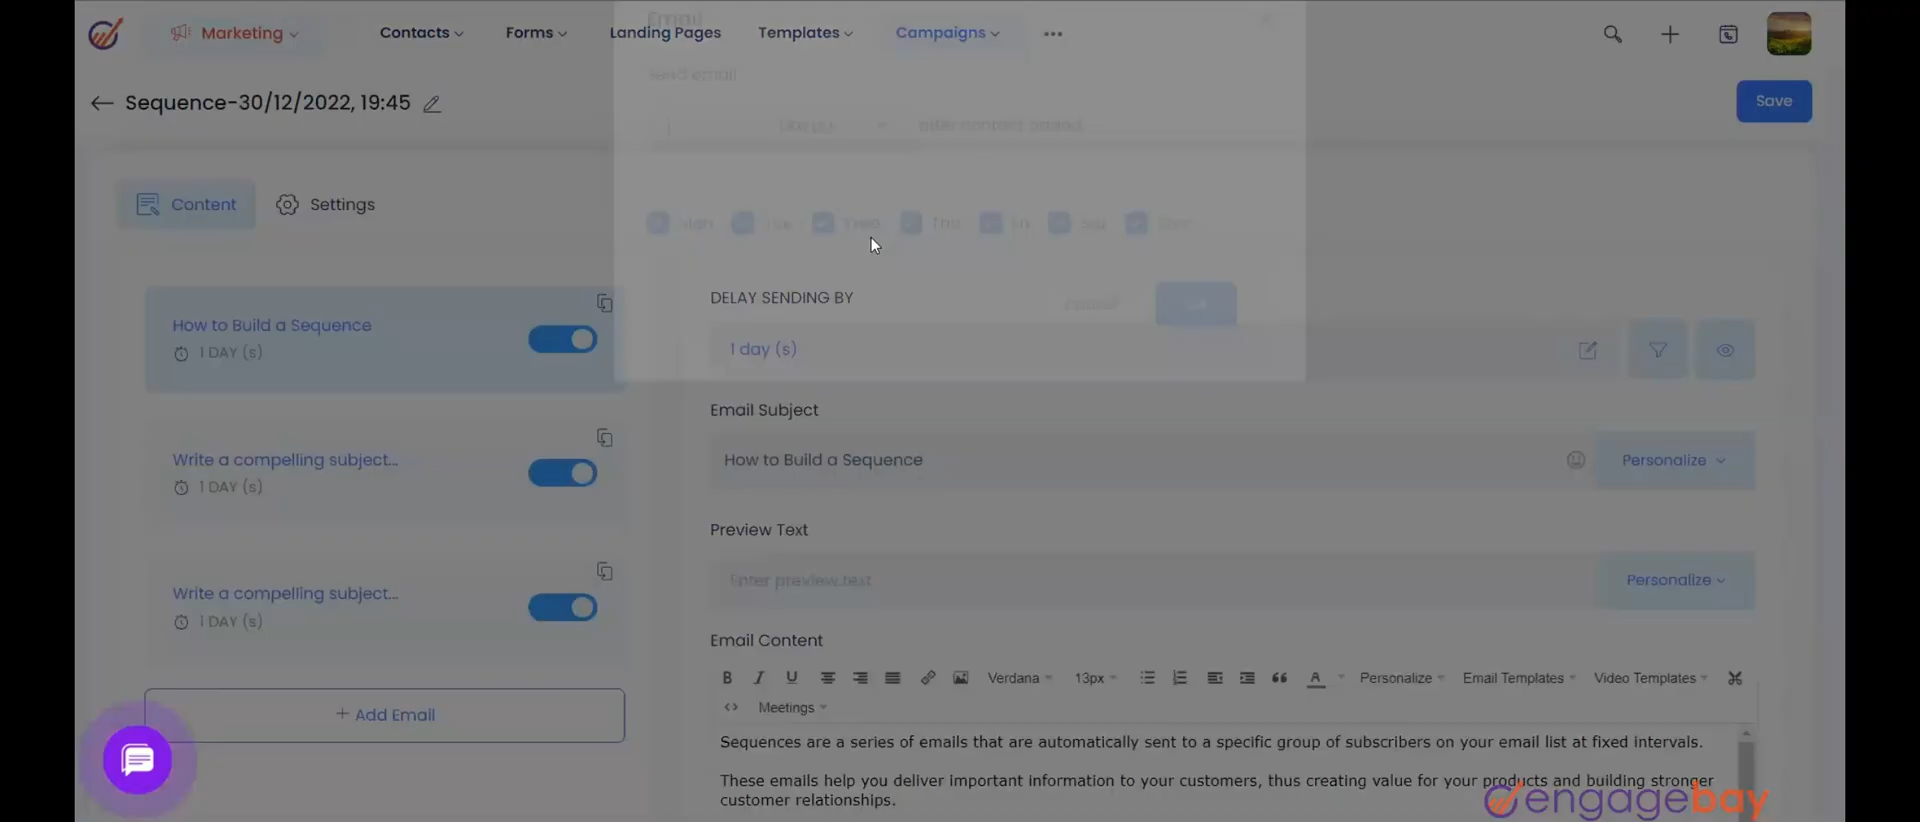 Email
Marketing
Contacts
Forms
Landing Pages
Templates
Campaigns
send email
Sequence-30/12/2022, 19:45
Save
after contact added
Content
Settings
Mon
Tue
Wed
Thu
Fri
Sat
Sun
How to Build a Sequence
1 DAY (s)
DELAY SENDING BY
Cancel
1 day (s)
Email Subject
How to Build a Sequence
Personalize
Write a compelling subject...
1 DAY (s)
Preview Text
Enter preview text
Personalize
Write a compelling subject...
1 DAY (s)
Email Content
B I U Verdana 13px A Personalize Email Templates Video Templates
Meetings
+ Add Email
Sequences are a series of emails that are automatically sent to a specific group of subscribers on your email list at fixed intervals.
These emails help you deliver important information to your customers, thus creating value for your products and building stronger
customer relationships.
engagebay